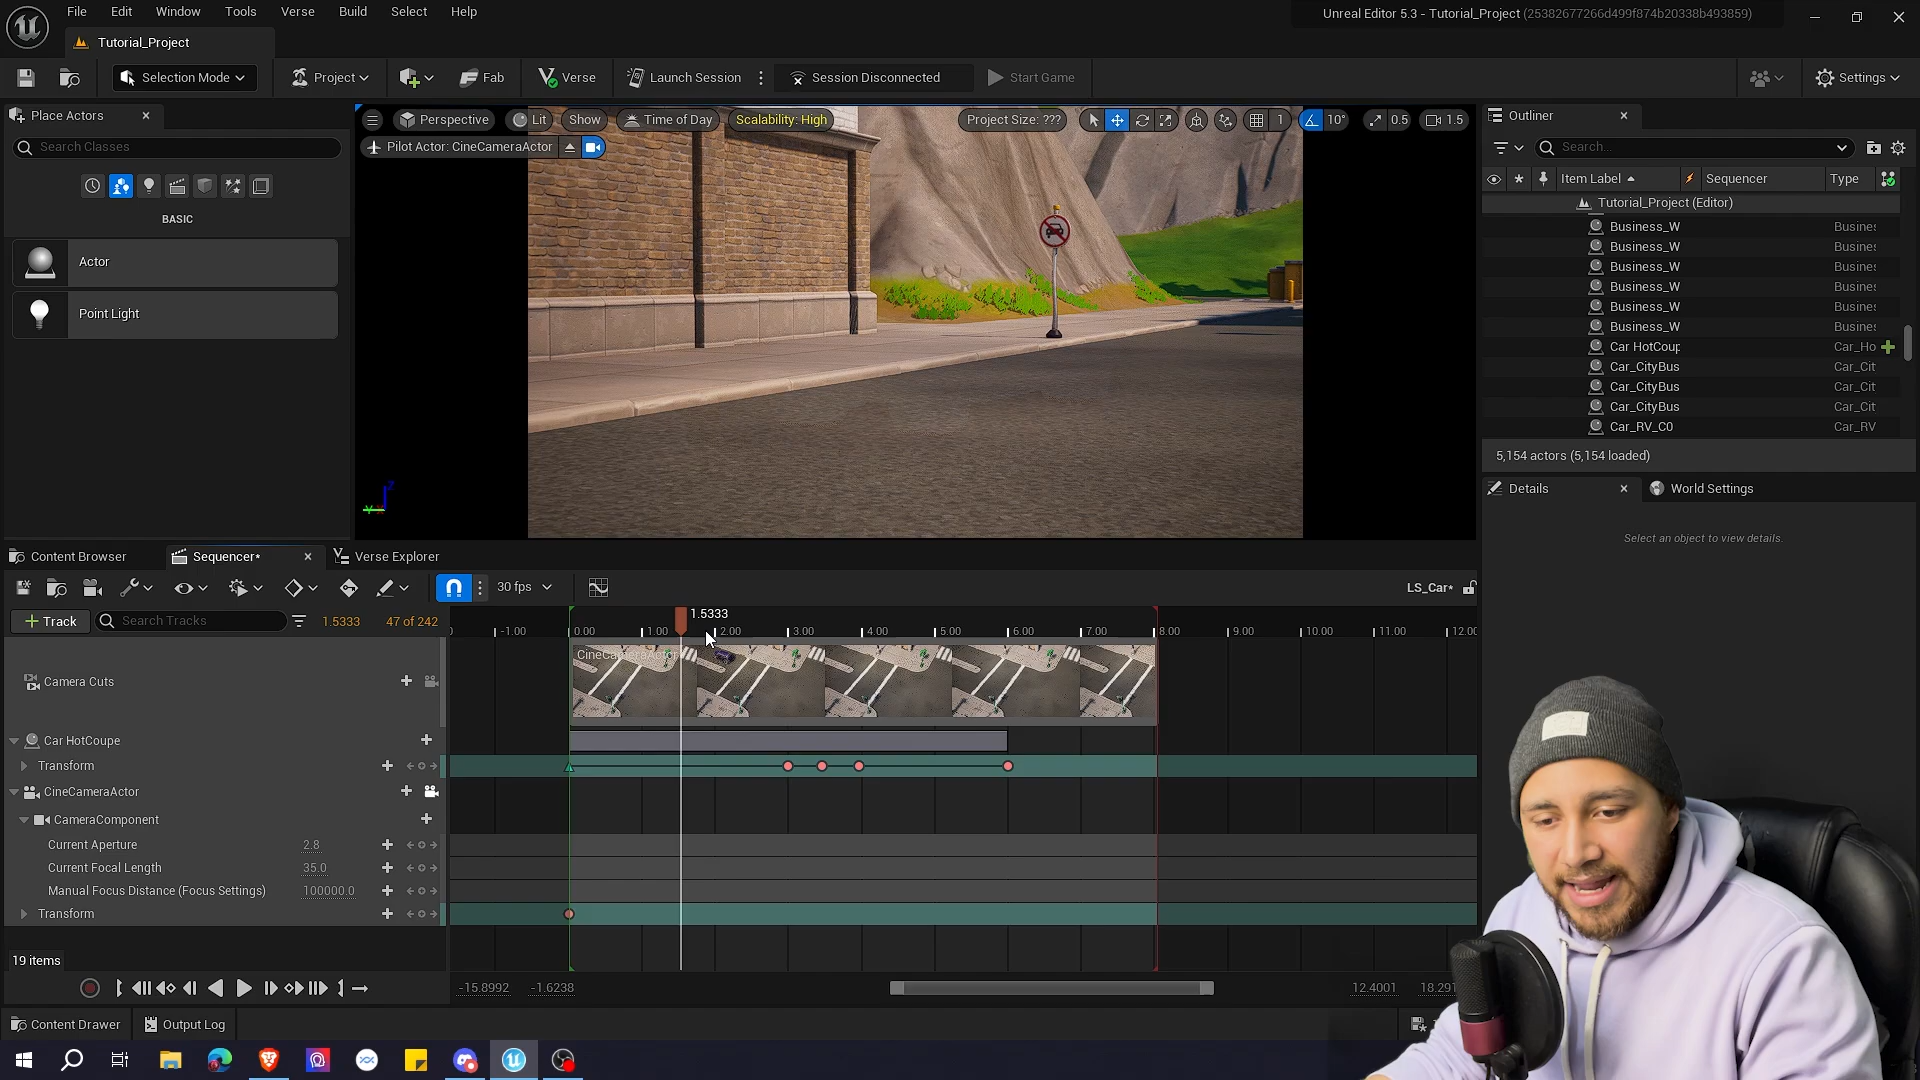 File Edit Window Tools Verse Build Select Help
Unreal Editor 5.3 - Tutorial_Project (25382677266d499f874b20338b493859)
Tutorial_Project
Selection Mode Project Fab Verse Launch Session Session Disconnected Start Game Settings
Place Actors
Search Classes
BASIC
Actor
Point Light
Perspective Lit Show Time of Day Scalability: High Project Size: ??? 1 10° 0.5 1.5
Pilot Actor: CineCameraActor
Outliner
Search...
Item Label Sequencer Type
Tutorial_Project (Editor)
Business_W Busines
Business_W Busines
Business_W Busines
Business_W Busines
Business_W Busines
Business_W Busines
Car HotCoup Car_Ho
Car_CityBus Car_Cit
Car_CityBus Car_Cit
Car_CityBus Car_Cit
Car_RV_C0 Car_RV
5,154 actors (5,154 loaded)
Details World Settings
Select an object to view details.
Content Browser Sequencer* Verse Explorer
30 fps LS_Car*
Track Search Tracks 1.5333 47 of 242
1.5333
-1.00 0.00 1.00 2.00 3.00 4.00 5.00 6.00 7.00 8.00 9.00 10.00 11.00 12.00
CineCameraActor
Camera Cuts
Car HotCoupe
Transform
CineCameraActor
CameraComponent
Current Aperture 2.8
Current Focal Length 35.0
Manual Focus Distance (Focus Settings) 100000.0
Transform
19 items
-15.8992 -1.6238 12.4001 18.291
Content Drawer Output Log